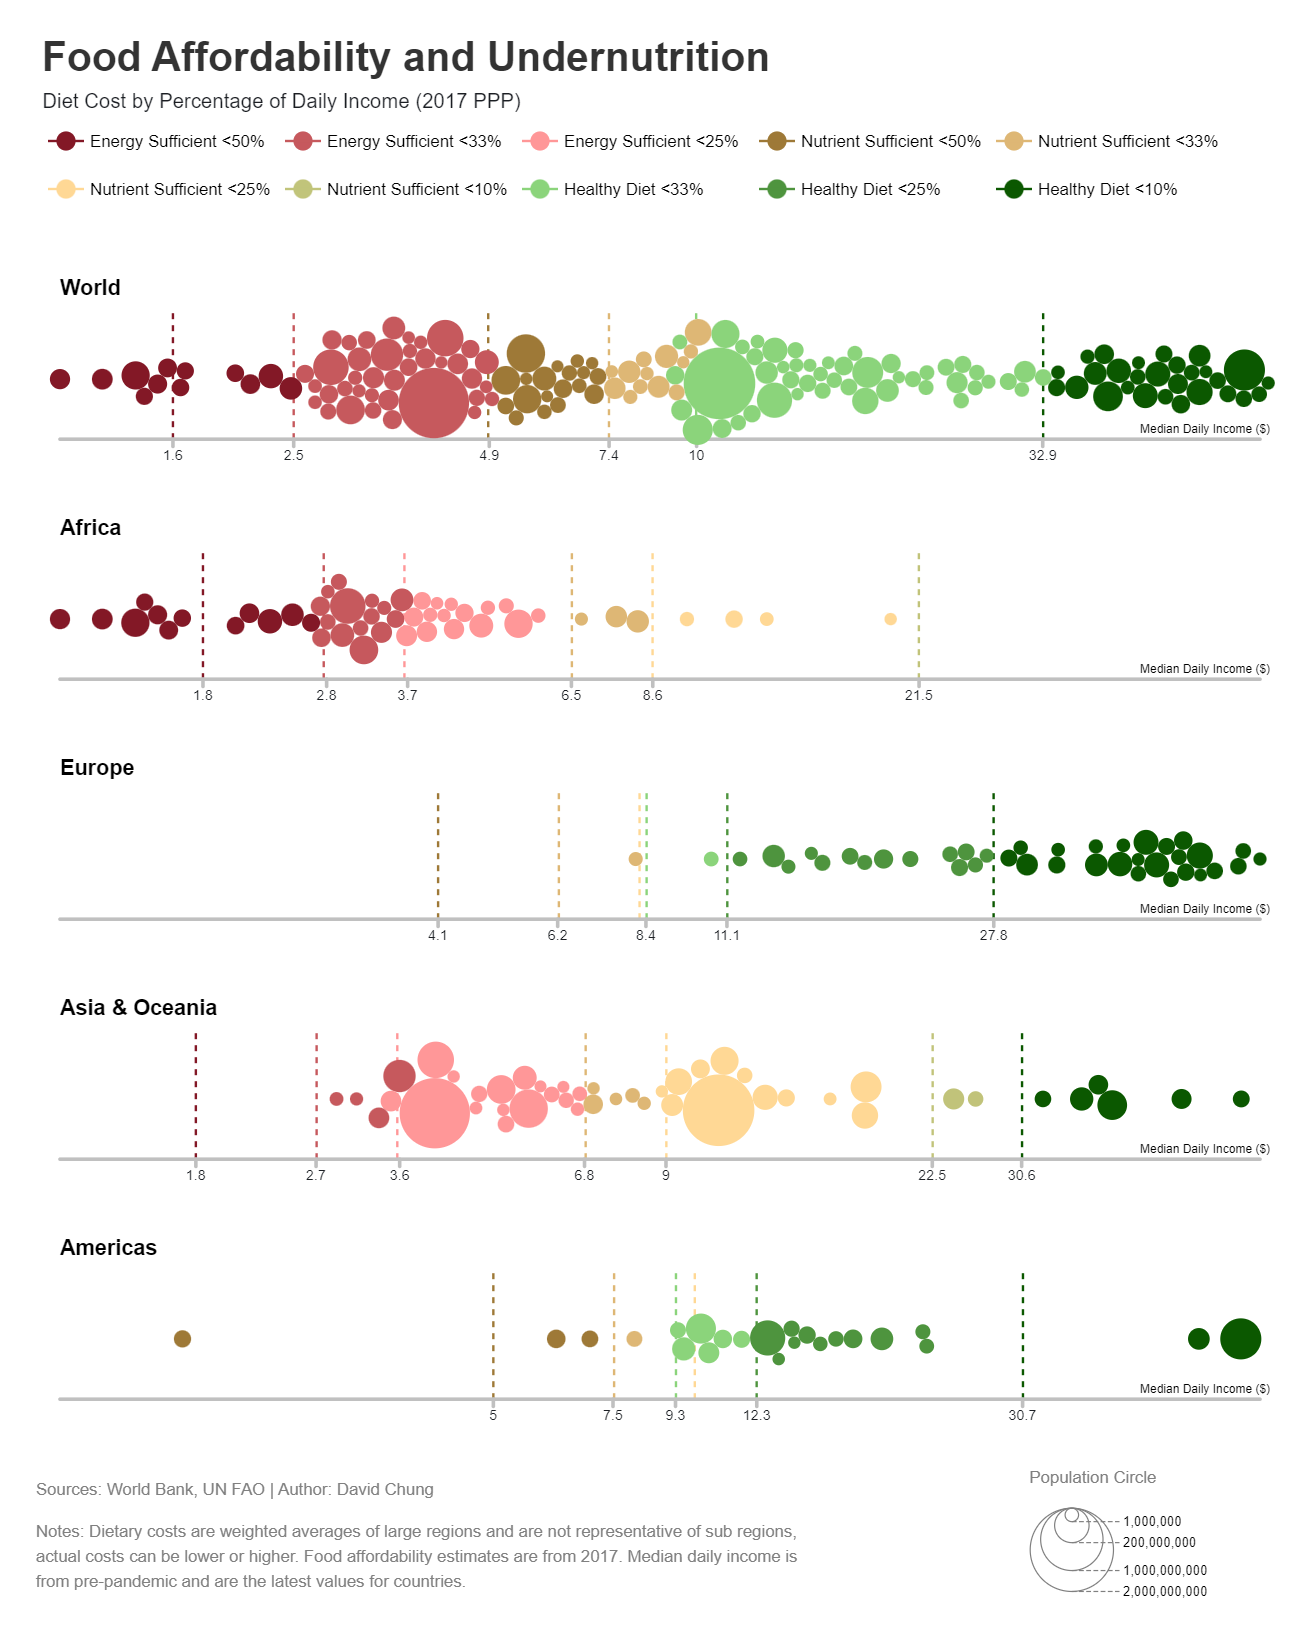 Food Affordability and Undernutrition
Diet Cost by Percentage of Daily Income (2017 PPP)
Energy Sufficient <50% Energy Sufficient <33% Energy Sufficient <25% Nutrient Sufficient <50% Nutrient Sufficient <33%
Nutrient Sufficient <25% Nutrient Sufficient <10% Healthy Diet <33% Healthy Diet <25% Healthy Diet <10%
World
Median Daily Income ($)
1.6 2.5 4.9 7.4 10 32.9
Africa
Median Daily Income ($)
1.8 2.8 3.7 6.5 8.6 21.5
Europe
Median Daily Income ($)
4.1 6.2 8.4 11.1 27.8
Asia & Oceania
Median Daily Income ($)
1.8 2.7 3.6 6.8 9 22.5 30.6
Americas
Median Daily Income ($)
5 7.5 9.3 12.3 30.7
Sources: World Bank, UN FAO | Author: David Chung
Notes: Dietary costs are weighted averages of large regions and are not representative of sub regions,
actual costs can be lower or higher. Food affordability estimates are from 2017. Median daily income is
from pre-pandemic and are the latest values for countries.
Population Circle
1,000,000
200,000,000
1,000,000,000
2,000,000,000